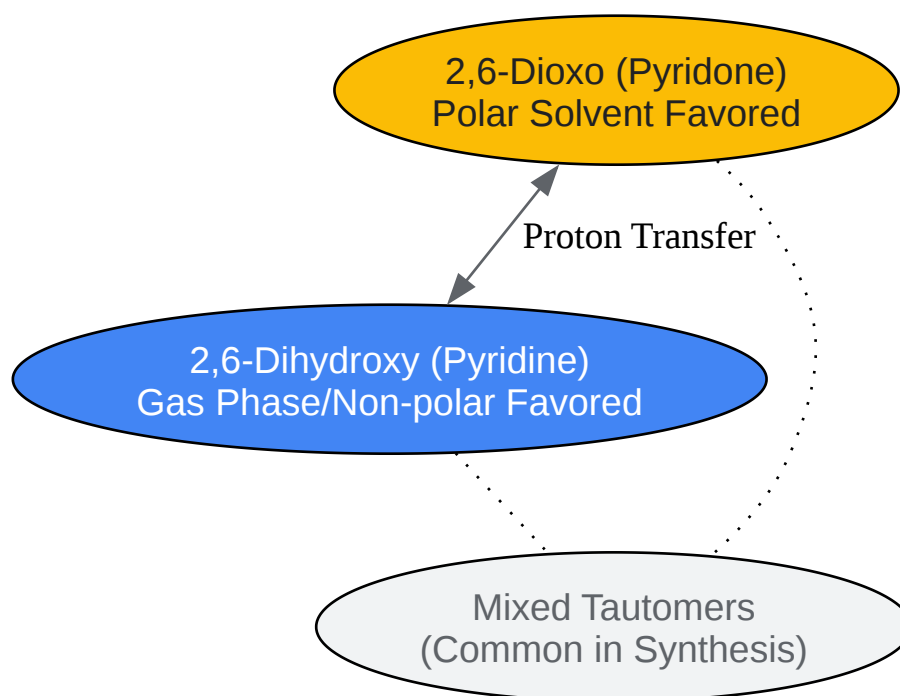 2,6-Dioxo (Pyridone)
Polar Solvent Favored
Proton Transfer
2,6-Dihydroxy (Pyridine)
Gas Phase/Non-polar Favored
Mixed Tautomers
(Common in Synthesis)